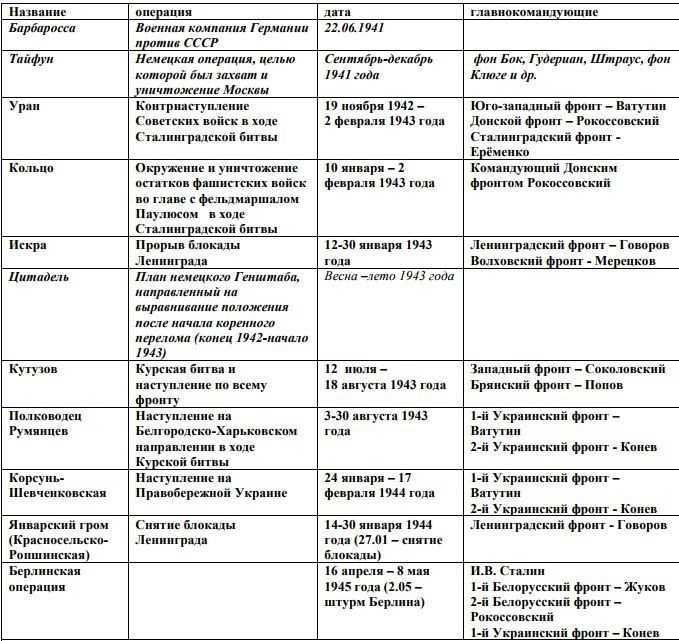 Название операция дата главнокомандующие
Барбаросса Военная компания Германии против СССР 22.06.1941
Тайфун Немецкая операция, целью которой был захват и уничтожение Москвы Сентябрь-декабрь 1941 года фон Бок, Гудериан, Штраус, фон Клюге и др.
Уран Контрнаступление Советских войск в ходе Сталинградской битвы 19 ноября 1942 – 2 февраля 1943 года Юго-западный фронт – Ватутин Донской фронт – Рокоссовский Сталинградский фронт - Ерёменко
Кольцо Окружение и уничтожение остатков фашистских войск во главе с фельдмаршалом Паулюсом в ходе Сталинградской битвы 10 января – 2 февраля 1943 года Командующий Донским фронтом Рокоссовский
Искра Прорыв блокады Ленинграда 12-30 января 1943 года Ленинградский фронт – Говоров Волховский фронт - Мерецков
Цитадель План немецкого Генштаба, направленный на выравнивание положения после начала коренного перелома (конец 1942-начало 1943) Весна –лето 1943 года
Кутузов Курская битва и наступление по всему фронту 12 июля – 18 августа 1943 года Западный фронт – Соколовский Брянский фронт – Попов
Полководец Румянцев Наступление на Белгородско-Харьковском направлении в ходе Курской битвы 3-30 августа 1943 года 1-й Украинский фронт – Ватутин 2-й Украинский фронт - Конев
Корсунь-Шевченковская Наступление на Правобережной Украине 24 января – 17 февраля 1944 года 1-й Украинский фронт – Ватутин 2-й Украинский фронт - Конев
Январский гром (Красносельско-Ропшинская) Снятие блокады Ленинграда 14-30 января 1944 года (27.01 – снятие блокады) Ленинградский фронт - Говоров
Берлинская операция 16 апреля – 8 мая 1945 года (2.05 – штурм Берлина) И.В. Сталин 1-й Белорусский фронт – Жуков 2-й Белорусский фронт – Рокоссовский 1-й Украинский фронт – Конев